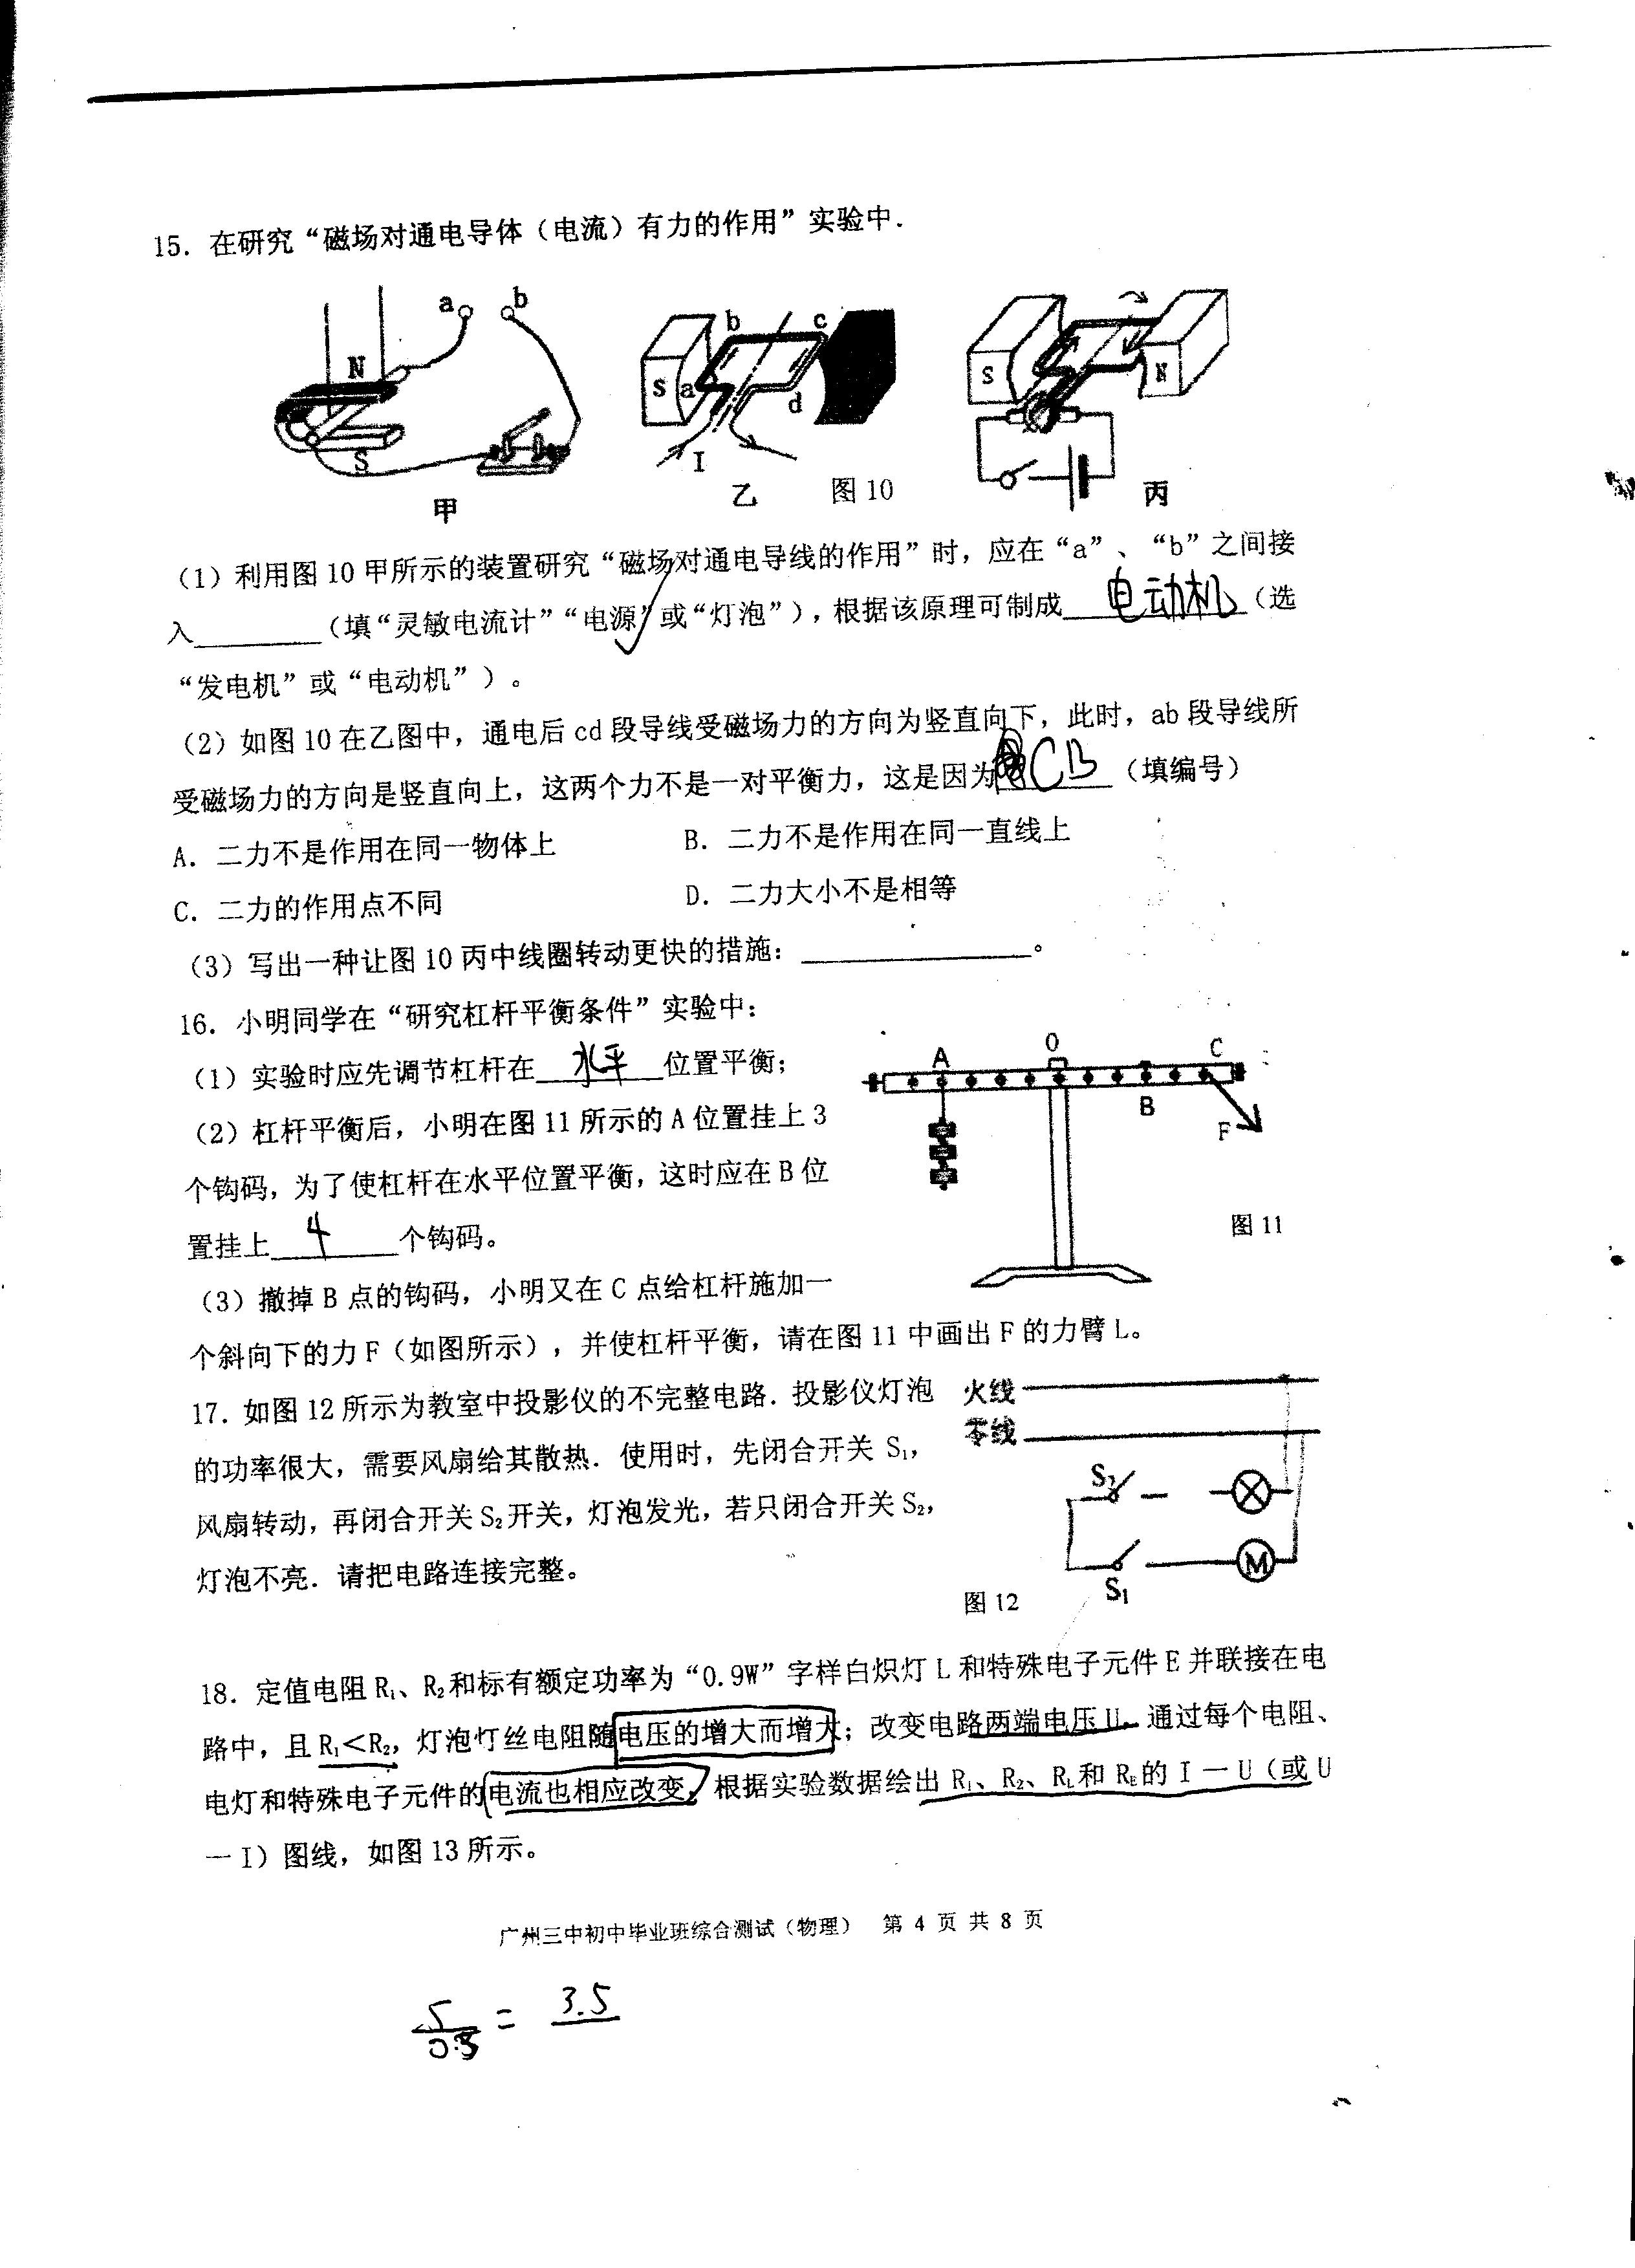 15. 在研究“磁场对通电导体（电流）有力的作用”实验中.
a b
N
S
甲
b c
S a
d
I
乙 图 10
S N
丙
（1）利用图 10 甲所示的装置研究“磁场对通电导线的作用”时，应在“a”、“b”之间接
入________（填“灵敏电流计”“电源”或“灯泡”），根据该原理可制成 电动机 （选
“发电机”或“电动机”）。
（2）如图 10 在乙图中，通电后 cd 段导线受磁场力的方向为竖直向下，此时，ab 段导线所
受磁场力的方向是竖直向上，这两个力不是一对平衡力，这是因为 CB （填编号）
A. 二力不是作用在同一物体上 B. 二力不是作用在同一直线上
C. 二力的作用点不同 D. 二力大小不是相等
（3）写出一种让图 10 丙中线圈转动更快的措施：________________。
16. 小明同学在“研究杠杆平衡条件”实验中：
（1）实验时应先调节杠杆在 水平 位置平衡；
（2）杠杆平衡后，小明在图 11 所示的 A 位置挂上 3
个钩码，为了使杠杆在水平位置平衡，这时应在 B 位
置挂上 4 个钩码。
A O C
B
F
图 11
（3）撤掉 B 点的钩码，小明又在 C 点给杠杆施加一
个斜向下的力 F（如图所示），并使杠杆平衡，请在图 11 中画出 F 的力臂 L。
17. 如图 12 所示为教室中投影仪的不完整电路. 投影仪灯泡
的功率很大，需要风扇给其散热. 使用时，先闭合开关 S₁，
风扇转动，再闭合开关 S₂ 开关，灯泡发光，若只闭合开关 S₂，
灯泡不亮. 请把电路连接完整。
火线
零线
S₂
M
S₁
图 12
18. 定值电阻 R₁、R₂ 和标有额定功率为“0.9W”字样白炽灯 L 和特殊电子元件 E 并联接在电
路中，且 R₁＜R₂，灯泡灯丝电阻随电压的增大而增大；改变电路两端电压 U，通过每个电阻、
电灯和特殊电子元件的电流也相应改变，根据实验数据绘出 R₁、R₂、R_L 和 R_E 的 I－U（或 U
－I）图线，如图 13 所示。
广州三中初中毕业班综合测试（物理） 第 4 页 共 8 页
= 3.5